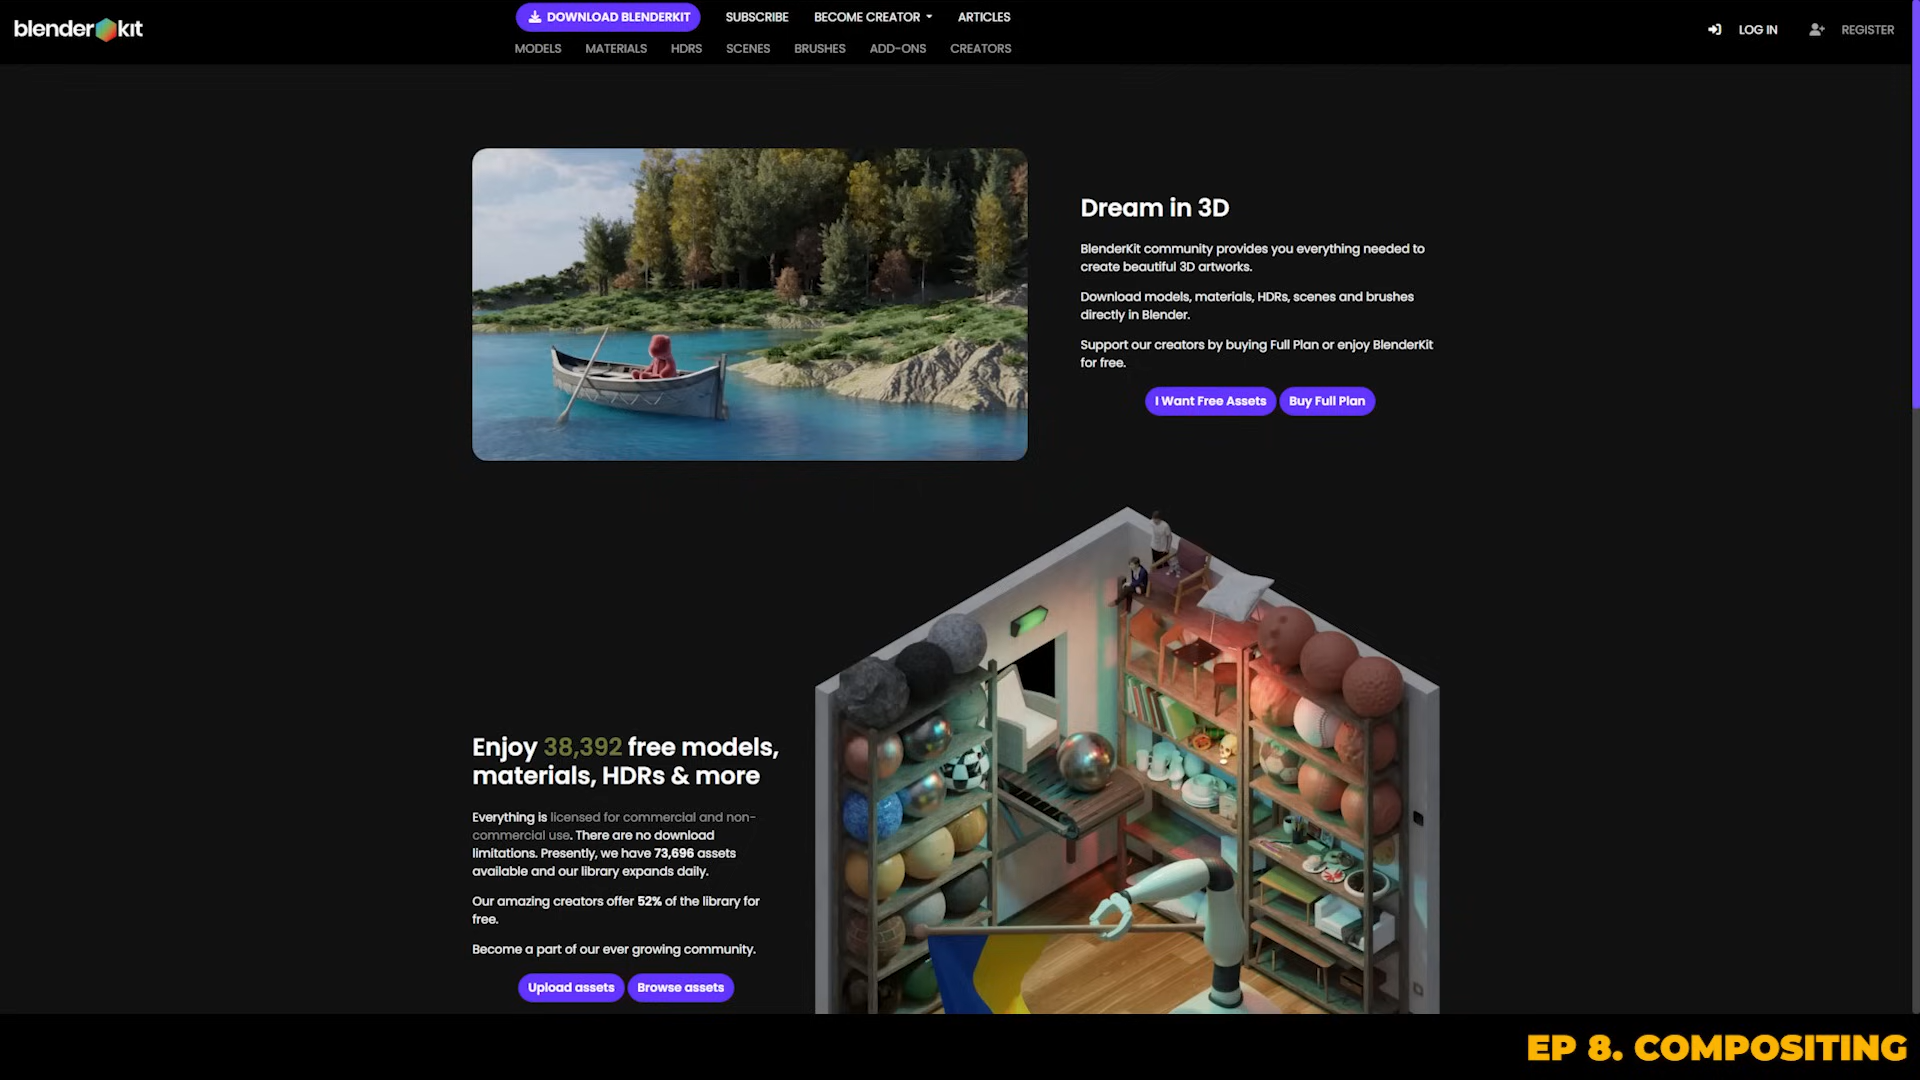 blenderkit
DOWNLOAD BLENDERKIT
SUBSCRIBE
BECOME CREATOR
ARTICLES
MODELS
MATERIALS
HDRS
SCENES
BRUSHES
ADD-ONS
CREATORS
LOG IN
REGISTER
Dream in 3D
BlenderKit community provides you everything needed to
create beautiful 3D artworks.
Download models, materials, HDRs, scenes and brushes
directly in Blender.
Support our creators by buying Full Plan or enjoy BlenderKit
for free.
I Want Free Assets
Buy Full Plan
Enjoy 38,392 free models,
materials, HDRs & more
Everything is licensed for commercial and non-
commercial use. There are no download
limitations. Presently, we have 73,696 assets
available and our library expands daily.
Our amazing creators offer 52% of the library for
free.
Become a part of our ever growing community.
Upload assets
Browse assets
EP 8. COMPOSITING